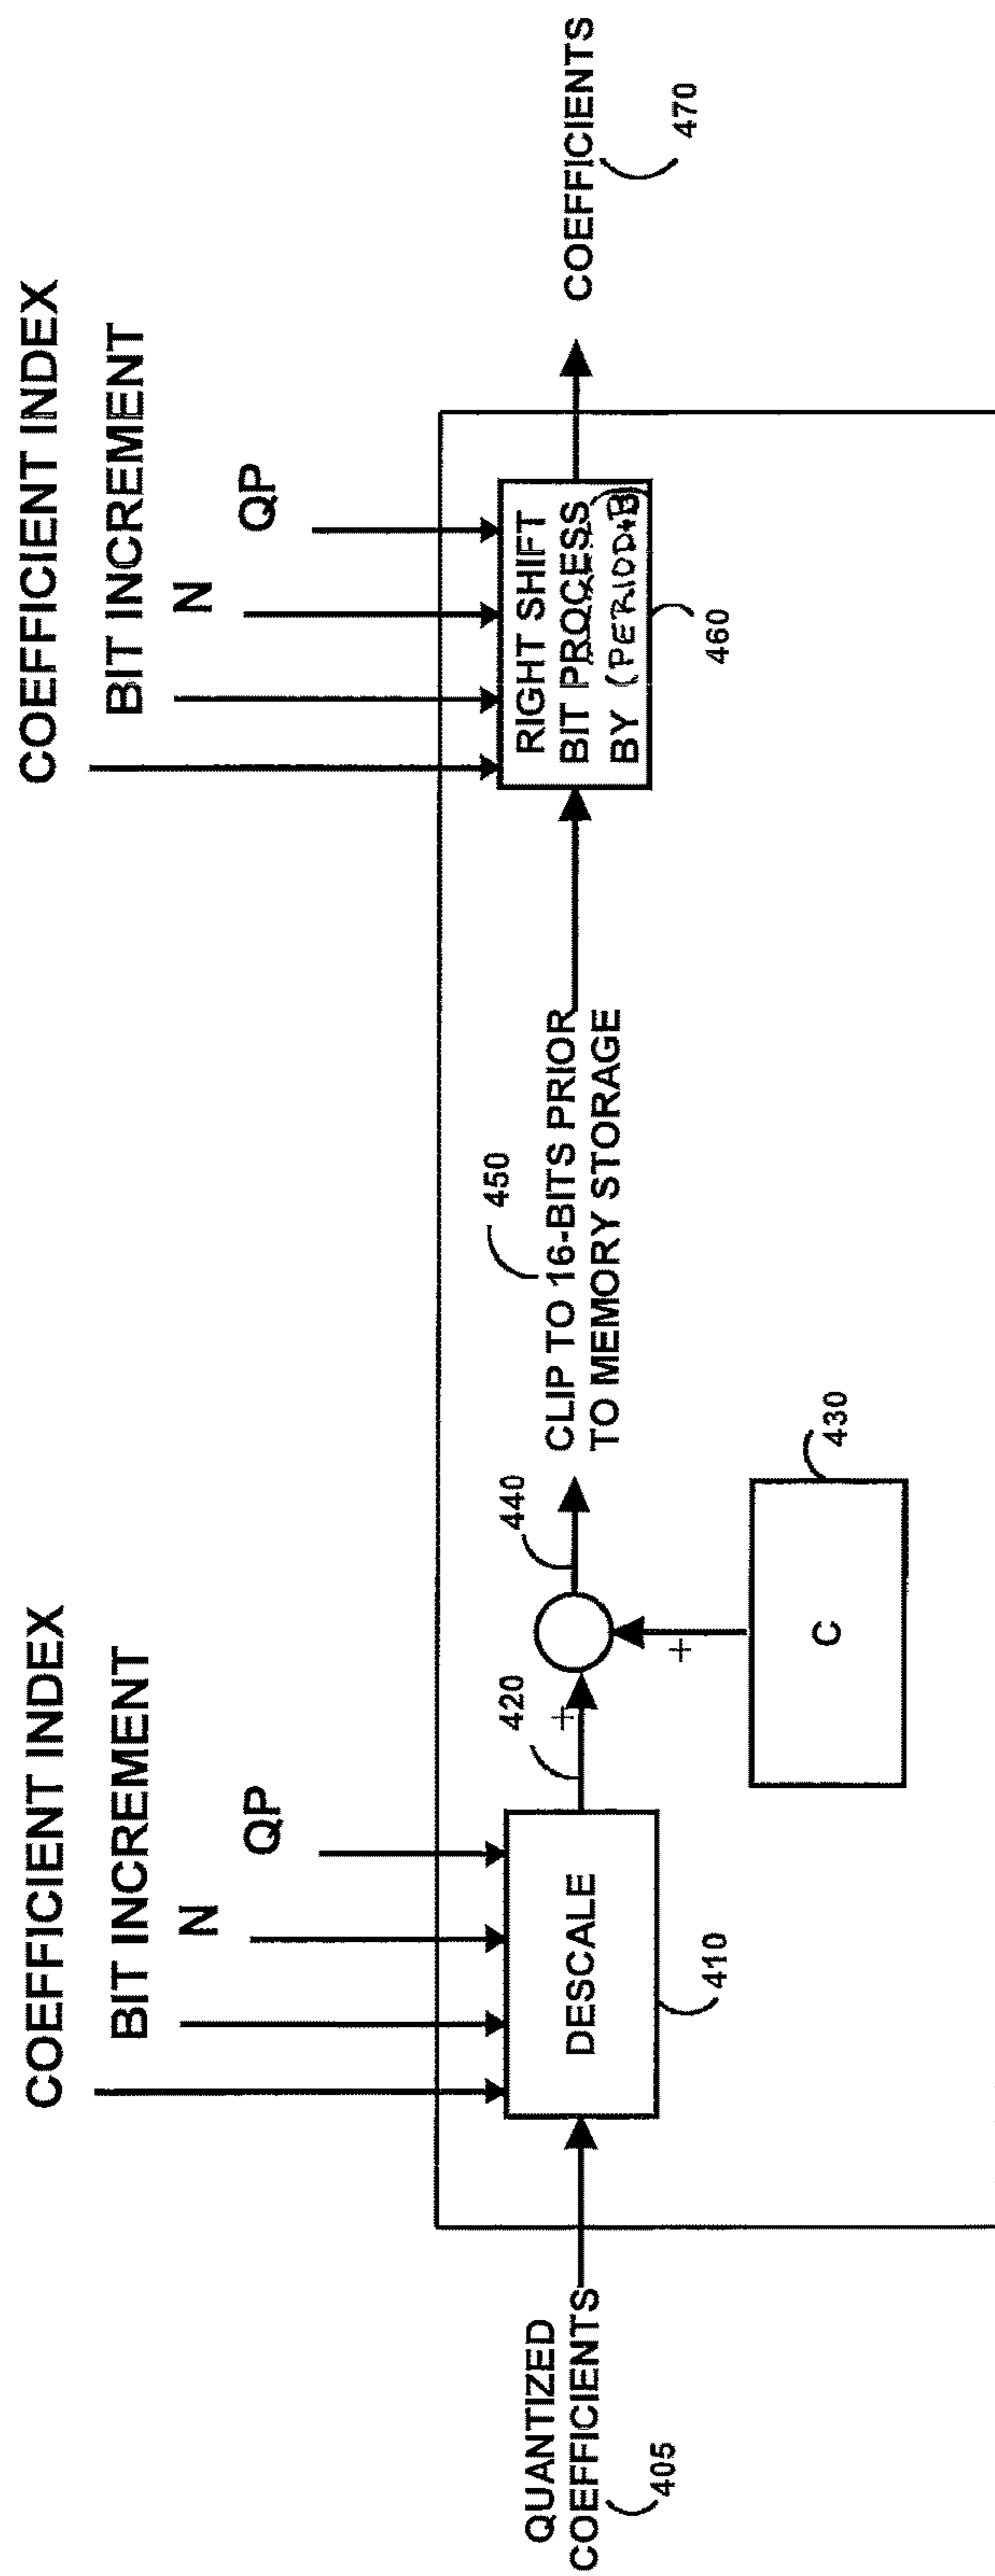 COEFFICIENT INDEX
BIT INCREMENT
N
QP
COEFFICIENT INDEX
BIT INCREMENT
N
QP
QUANTIZED
COEFFICIENTS
405
DESCALE
410
420
+
+
C
430
440
450
CLIP TO 16-BITS PRIOR
TO MEMORY STORAGE
RIGHT SHIFT
BIT PROCESS
BY (PERIOD+B)
460
COEFFICIENTS
470